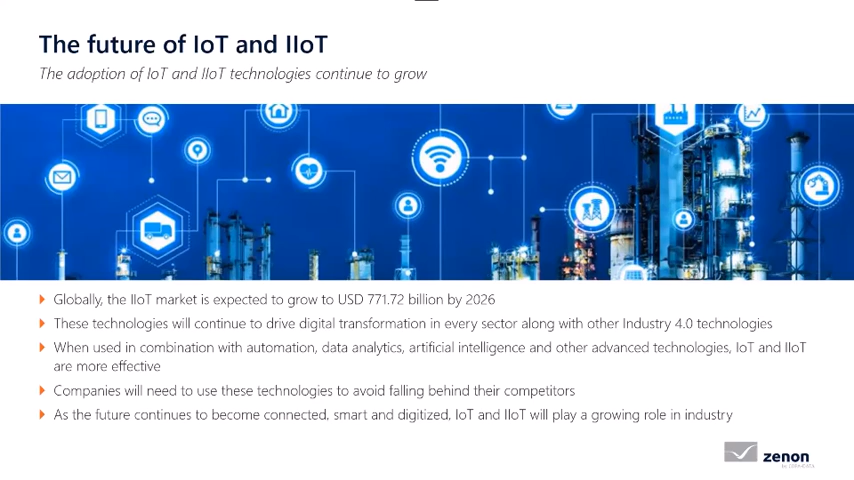 The future of IoT and IIoT
The adoption of IoT and IIoT technologies continue to grow
Globally, the IIoT market is expected to grow to USD 771.72 billion by 2026
These technologies will continue to drive digital transformation in every sector along with other Industry 4.0 technologies
When used in combination with automation, data analytics, artificial intelligence and other advanced technologies, IoT and IIoT
are more effective
Companies will need to use these technologies to avoid falling behind their competitors
As the future continues to become connected, smart and digitized, IoT and IIoT will play a growing role in industry
zenon
by COPA-DATA